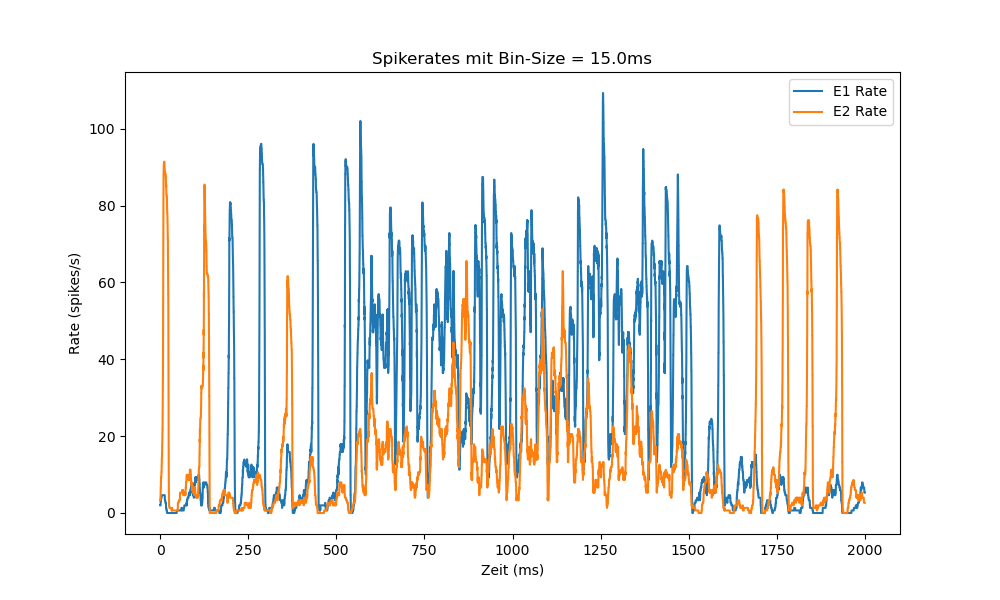 Spikerates mit Bin-Size = 15.0ms
E1 Rate
E2 Rate
Rate (spikes/s)
100
80
60
40
20
0
0 250 500 750 1000 1250 1500 1750 2000
Zeit (ms)